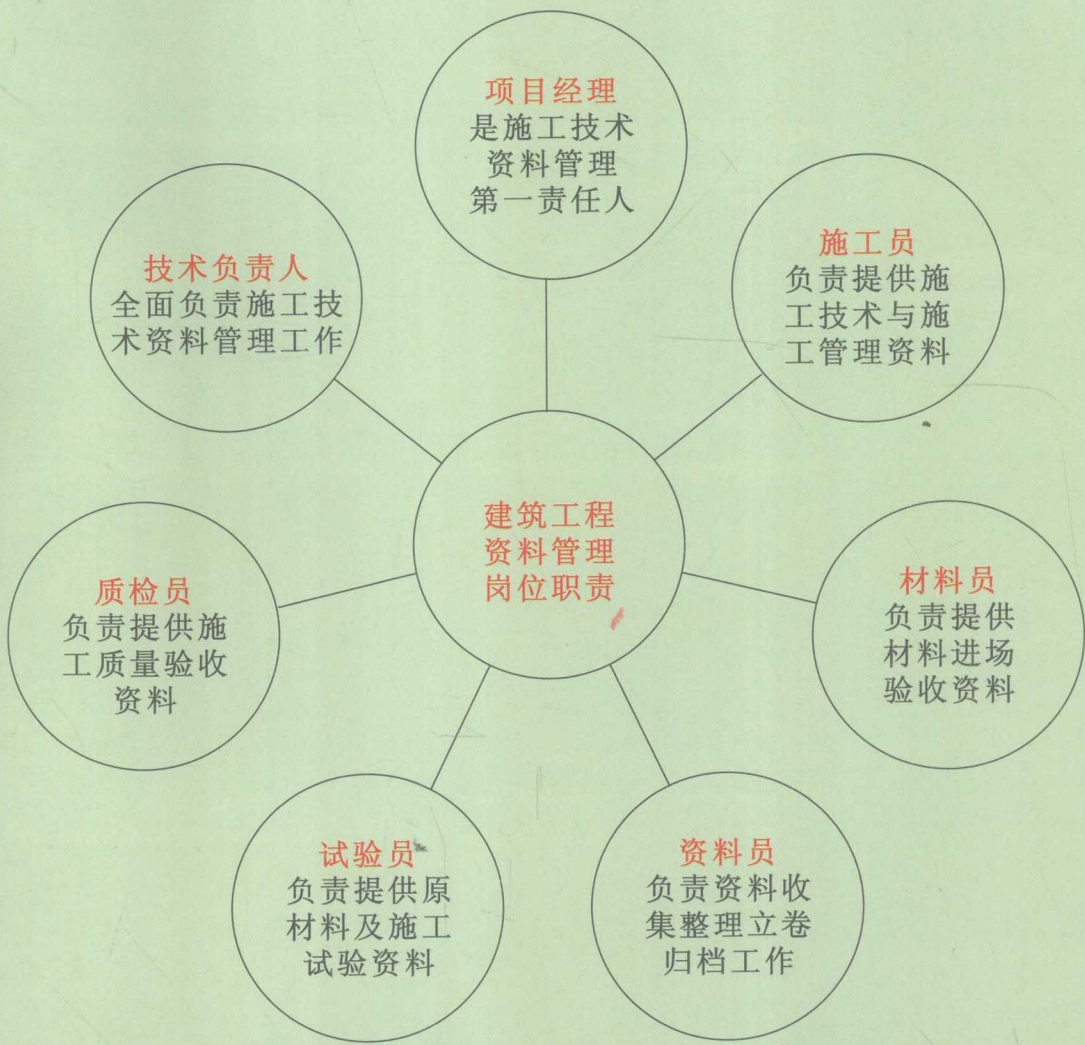 项目经理
是施工技术
资料管理
第一责任人
施工员
负责提供施
工技术与施
工管理资料
技术负责人
全面负责施工技
术资料管理工作
建筑工程
资料管理
岗位职责
材料员
负责提供
材料进场
验收资料
质检员
负责提供施
工质量验收
资料
试验员
负责提供原
材料及施工
试验资料
资料员
负责资料收
集整理立卷
归档工作